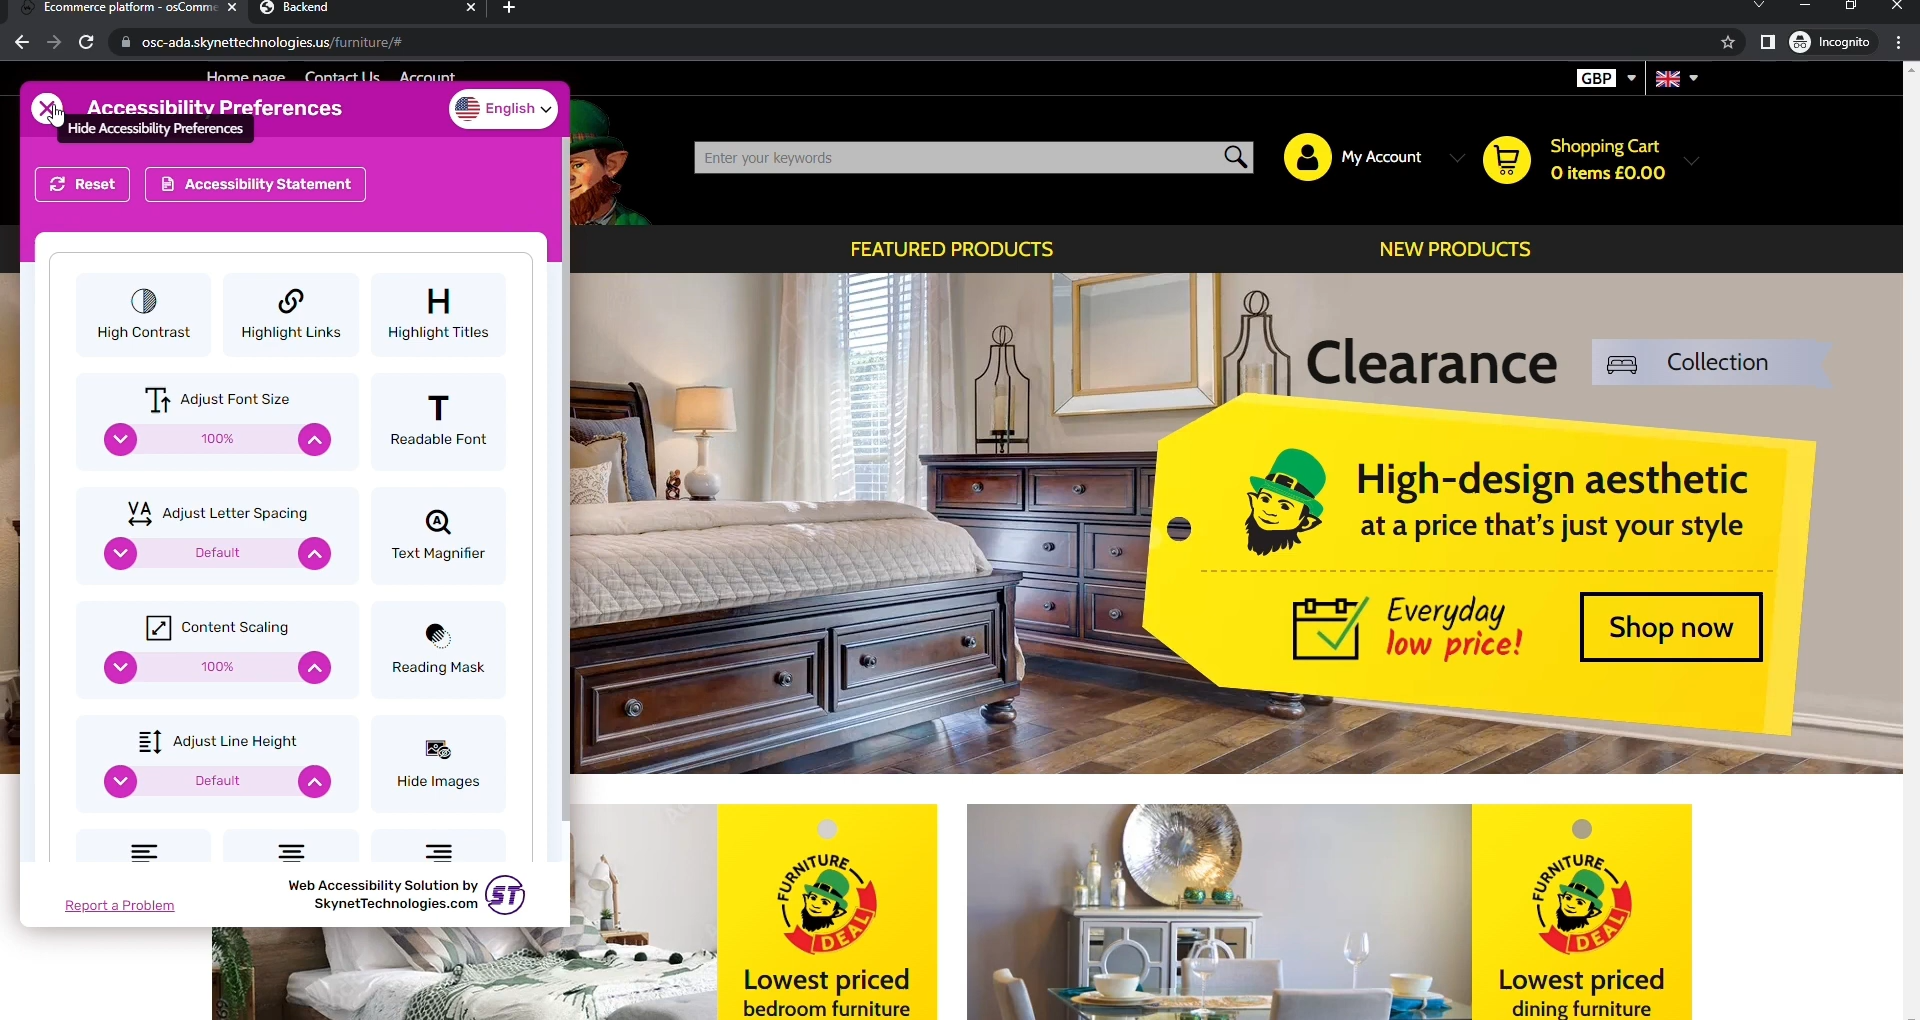 Ecommerce platform - osComme
Backend
osc-ada.skynettechnologies.us/furniture/#
Incognito
Home page Contact Us Account
GBP
Accessibility Preferences
English
Hide Accessibility Preferences
Reset
Accessibility Statement
Enter your keywords
My Account
Shopping Cart
0 items £0.00
FEATURED PRODUCTS
NEW PRODUCTS
High Contrast
Highlight Links
H
Highlight Titles
Adjust Font Size
100%
T
Readable Font
VA
Adjust Letter Spacing
Default
A
Text Magnifier
Content Scaling
100%
Reading Mask
Adjust Line Height
Default
Hide Images
Report a Problem
Web Accessibility Solution by
SkynetTechnologies.com
ST
Clearance
Collection
High-design aesthetic
at a price that's just your style
Everyday
low price!
Shop now
FURNITURE
DEAL
Lowest priced
bedroom furniture
FURNITURE
DEAL
Lowest priced
dining furniture